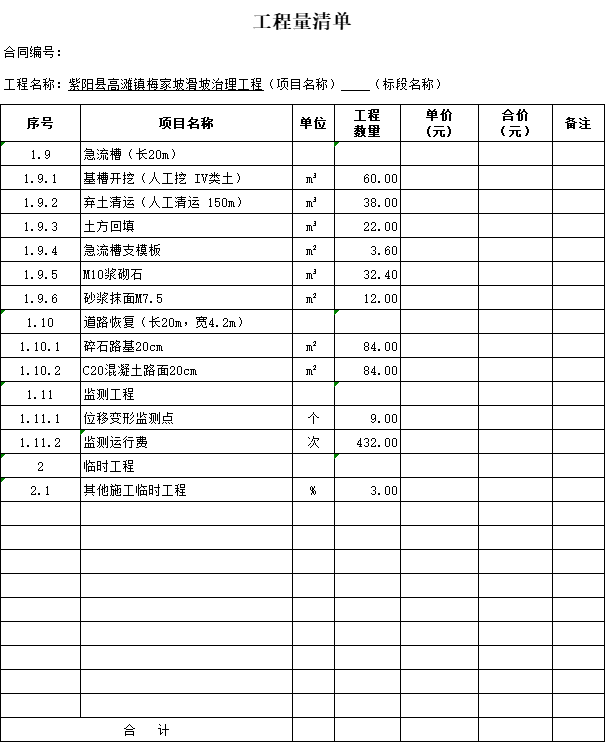 工程量清单
合同编号：
工程名称：紫阳县高滩镇梅家坡滑坡治理工程（项目名称）____（标段名称）
序号 项目名称 单位 工程数量 单价（元） 合价（元） 备注
1.9 急流槽（长20m）
1.9.1 基槽开挖（人工挖 IV类土） m³ 60.00
1.9.2 弃土清运（人工清运 150m） m³ 38.00
1.9.3 土方回填 m³ 22.00
1.9.4 急流槽支模板 m² 3.60
1.9.5 M10浆砌石 m³ 32.40
1.9.6 砂浆抹面M7.5 m² 12.00
1.10 道路恢复（长20m，宽4.2m）
1.10.1 碎石路基20cm m² 84.00
1.10.2 C20混凝土路面20cm m² 84.00
1.11 监测工程
1.11.1 位移变形监测点 个 9.00
1.11.2 监测运行费 次 432.00
2 临时工程
2.1 其他施工临时工程 % 3.00
合 计